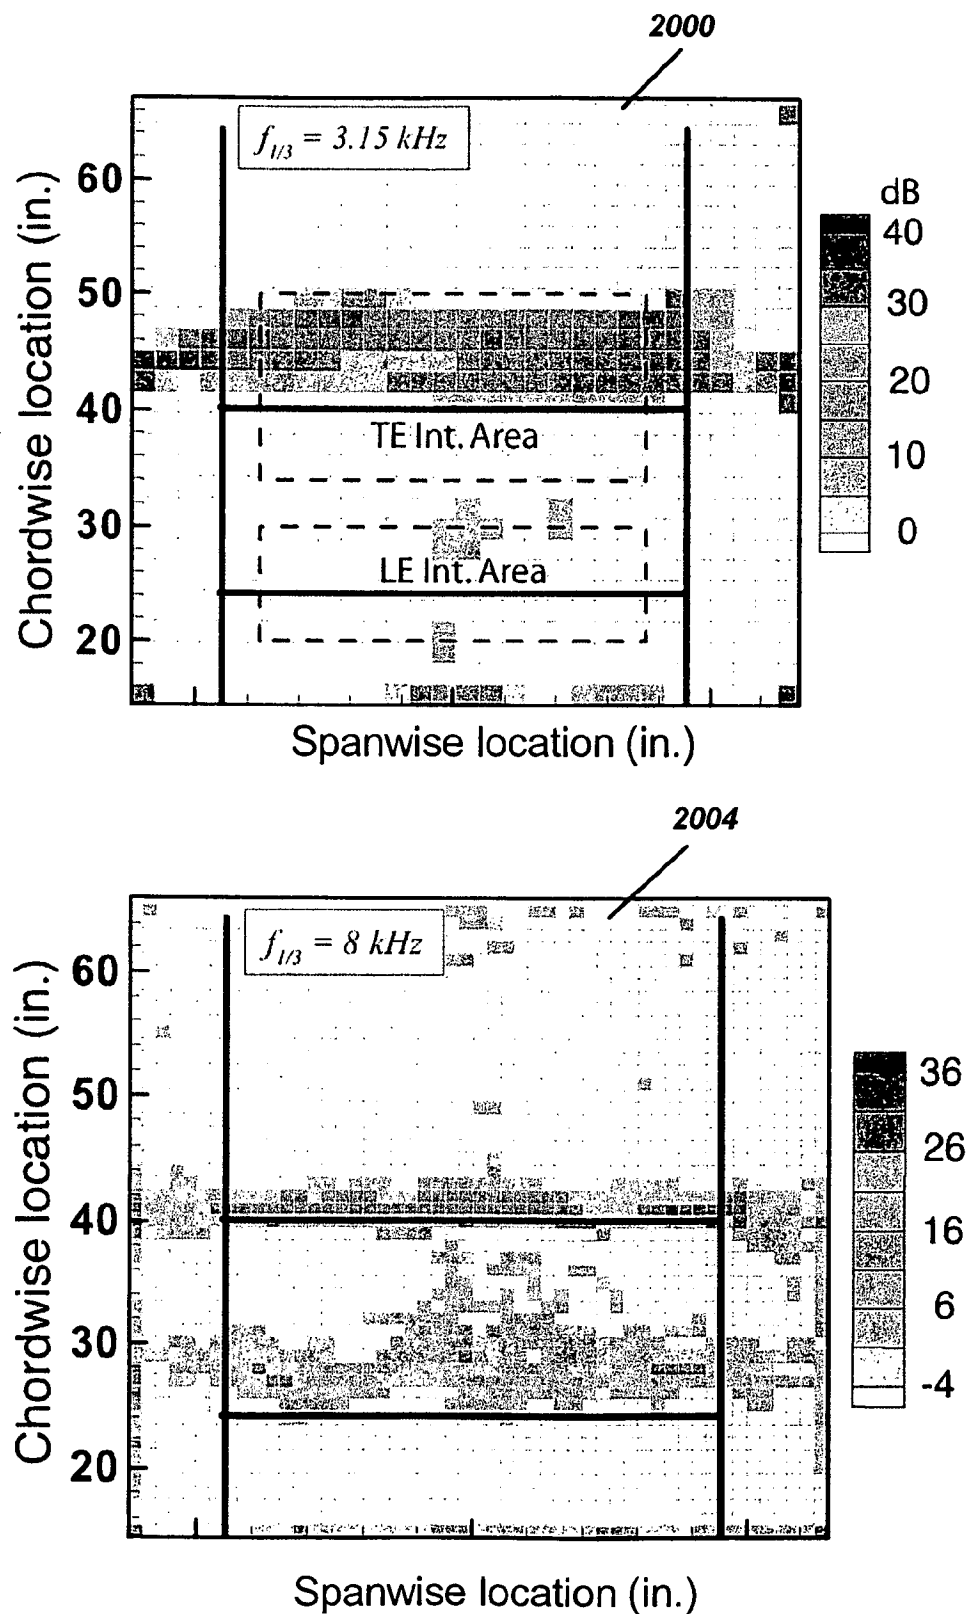 2000
f1/3 = 3.15 kHz
Chordwise location (in.)
60
50
40
30
20
TE Int. Area
LE Int. Area
dB
40
30
20
10
0
Spanwise location (in.)
2004
f1/3 = 8 kHz
Chordwise location (in.)
60
50
40
30
20
36
26
16
6
-4
Spanwise location (in.)